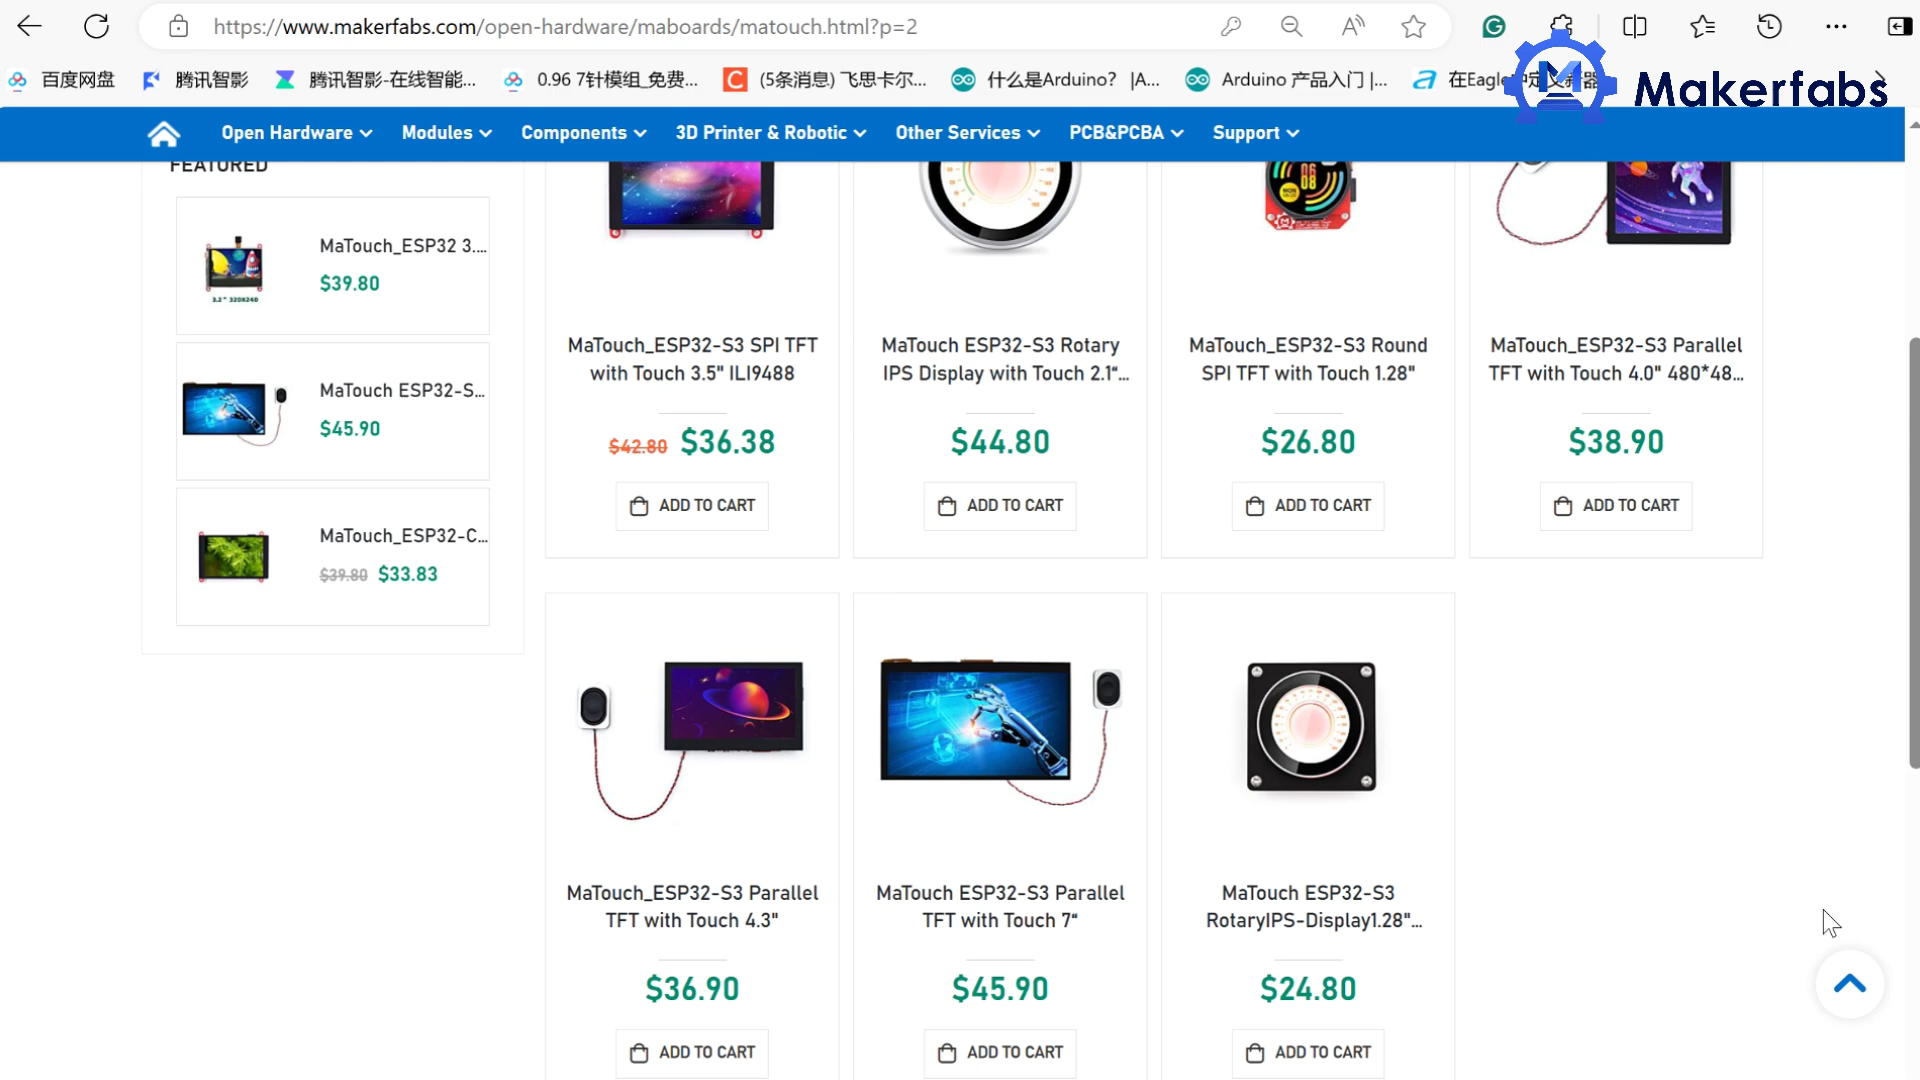 https://www.makerfabs.com/open-hardware/maboards/matouch.html?p=2
百度网盘
腾讯智影
腾讯智影-在线智能...
0.96 7针模组_免费...
(5条消息) 飞思卡尔...
什么是Arduino? |A...
Arduino 产品入门 |...
Makerfabs
Open Hardware
Modules
Components
3D Printer & Robotic
Other Services
PCB&PCBA
Support
FEATURED
MaTouch_ESP32 3....
$39.80
3.2" 320X240
MaTouch ESP32-S...
$45.90
MaTouch_ESP32-C...
$39.80 $33.83
MaTouch_ESP32-S3 SPI TFT
with Touch 3.5" ILI9488
$42.80 $36.38
ADD TO CART
MaTouch ESP32-S3 Rotary
IPS Display with Touch 2.1“...
$44.80
ADD TO CART
MaTouch_ESP32-S3 Round
SPI TFT with Touch 1.28"
$26.80
ADD TO CART
MaTouch_ESP32-S3 Parallel
TFT with Touch 4.0" 480*48...
$38.90
ADD TO CART
MaTouch_ESP32-S3 Parallel
TFT with Touch 4.3"
$36.90
ADD TO CART
MaTouch ESP32-S3 Parallel
TFT with Touch 7“
$45.90
ADD TO CART
MaTouch ESP32-S3
RotaryIPS-Display1.28"...
$24.80
ADD TO CART